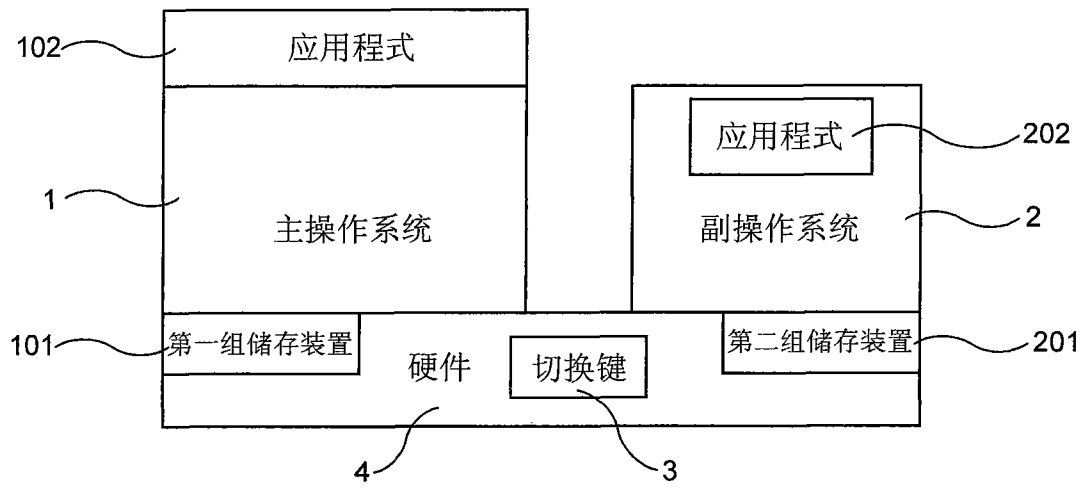 102
应用程式
应用程式
202
1
主操作系统
副操作系统
2
101
第一组储存装置
硬件
切换键
第二组储存装置
201
4
3